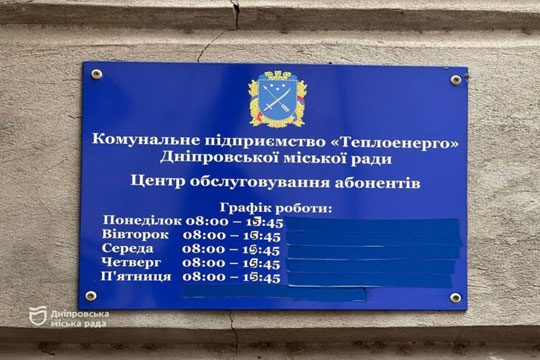 Комунальне підприємство «Теплоенерго»
Дніпровської міської ради
Центр обслуговування абонентів
Графік роботи:
Понеділок 08:00 – 15:45
Вівторок 08:00 – 15:45
Середа 08:00 – 15:45
Четверг 08:00 – 15:45
П'ятниця 08:00 – 15:45
Дніпровська
міська рада